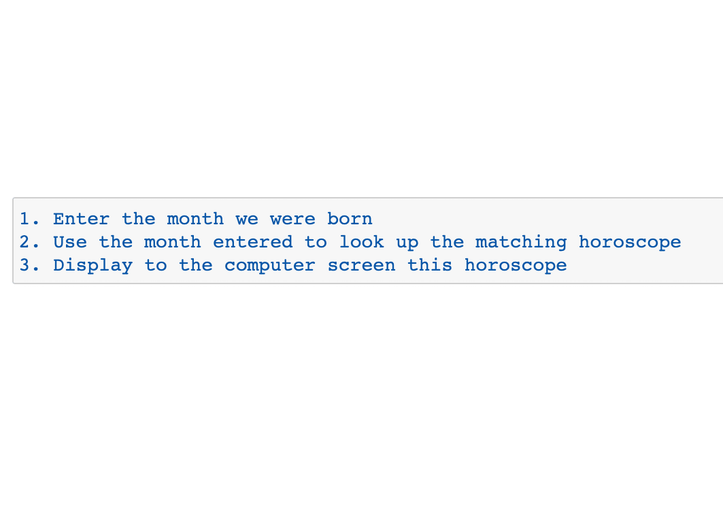 1. Enter the month we were born
2. Use the month entered to look up the matching horoscope
3. Display to the computer screen this horoscope